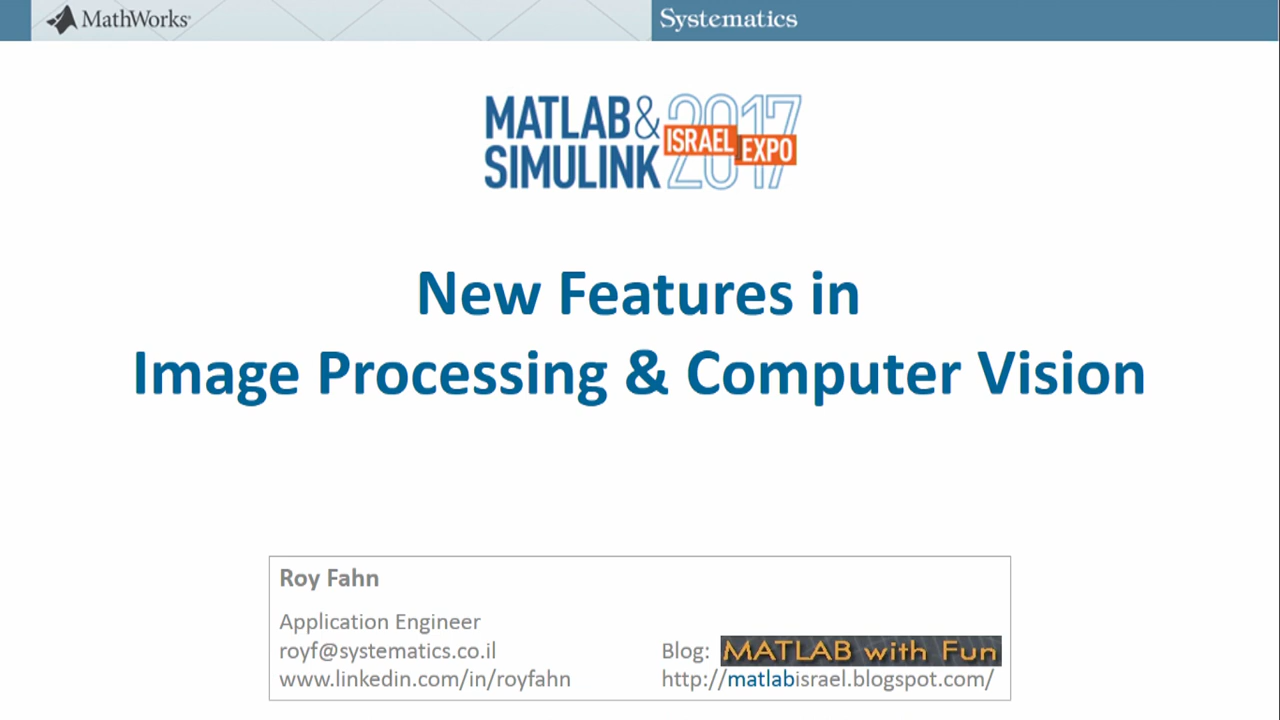 MathWorks
Systematics
MATLAB&
SIMULINK
2017
ISRAEL
EXPO
New Features in
Image Processing & Computer Vision
Roy Fahn
Application Engineer
royf@systematics.co.il
www.linkedin.com/in/royfahn
Blog: MATLAB with Fun
http://matlabisrael.blogspot.com/